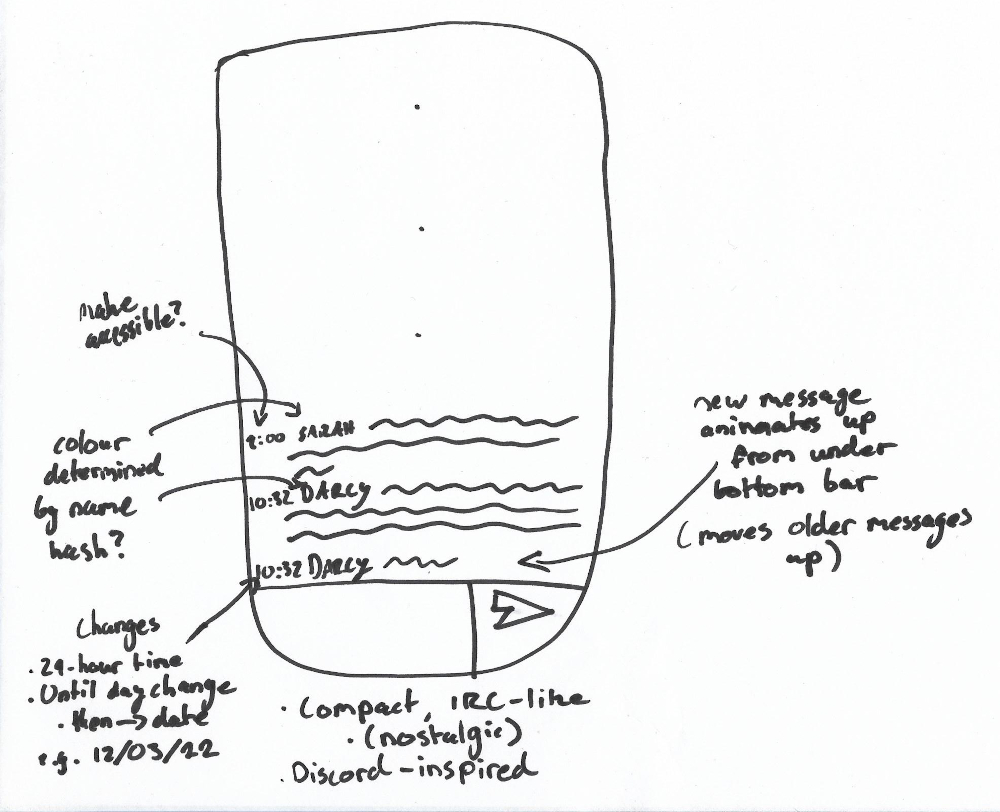 make
accessible?
9:00 SARAH
colour
determined
by name
hash?
10:32 DARCY
10:32 DARCY
new message
animates up
from under
bottom bar
(moves older messages
up)
Changes
· 24-hour time
· Until day change
· then → date
e.g. 12/03/22
· Compact, IRC-like
· (nostalgic)
· Discord-inspired